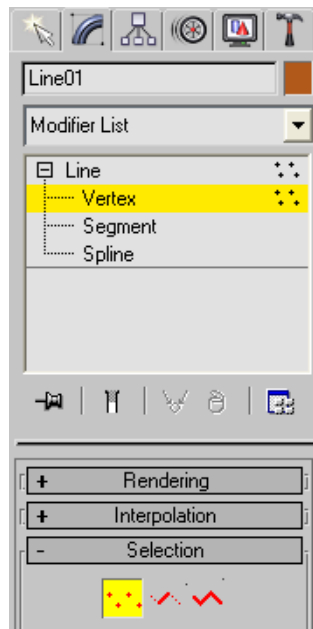 Line01
Modifier List
Line
Vertex
Segment
Spline
+ Rendering
+ Interpolation
- Selection